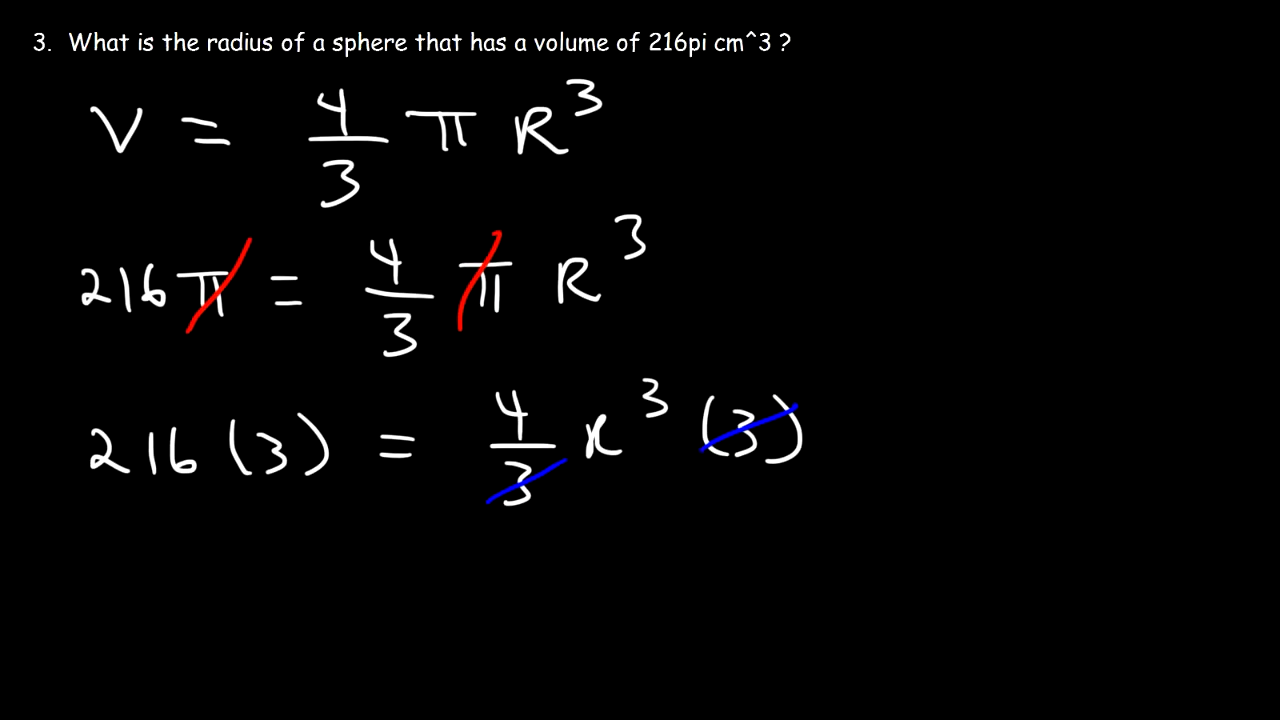 3. What is the radius of a sphere that has a volume of 216pi cm^3 ?
V = 4/3 π R^3
216 π = 4/3 π R^3
216 (3) = 4/3 R^3 (3)